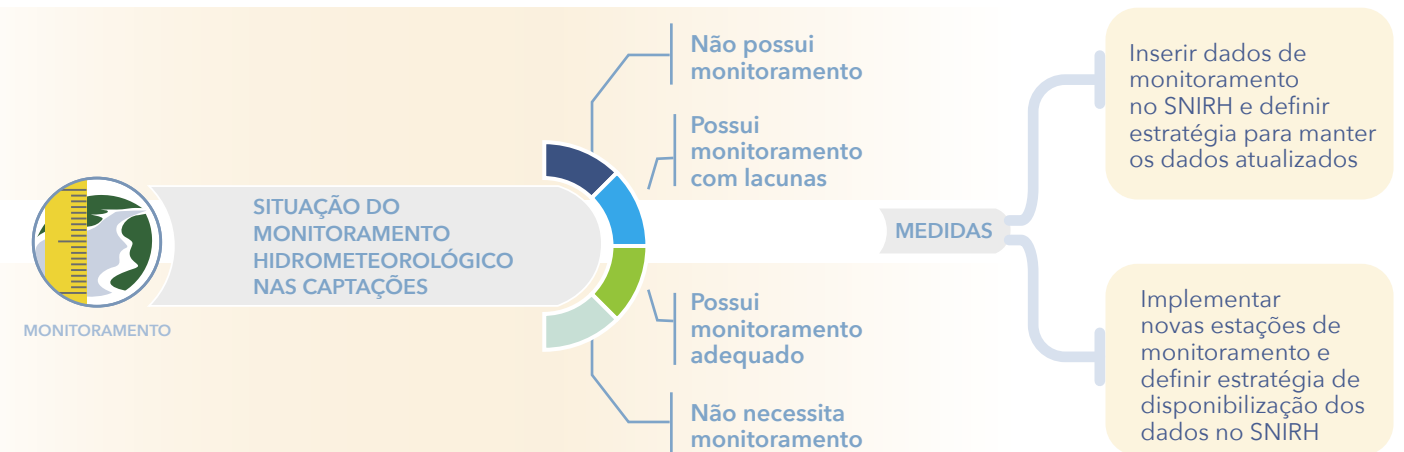 MONITORAMENTO
SITUAÇÃO DO
MONITORAMENTO
HIDROMETEOROLÓGICO
NAS CAPTAÇÕES
Não possui
monitoramento
Possui
monitoramento
com lacunas
Possui
monitoramento
adequado
Não necessita
monitoramento
MEDIDAS
Inserir dados de
monitoramento
no SNIRH e definir
estratégia para manter
os dados atualizados
Implementar
novas estações de
monitoramento e
definir estratégia de
disponibilização dos
dados no SNIRH